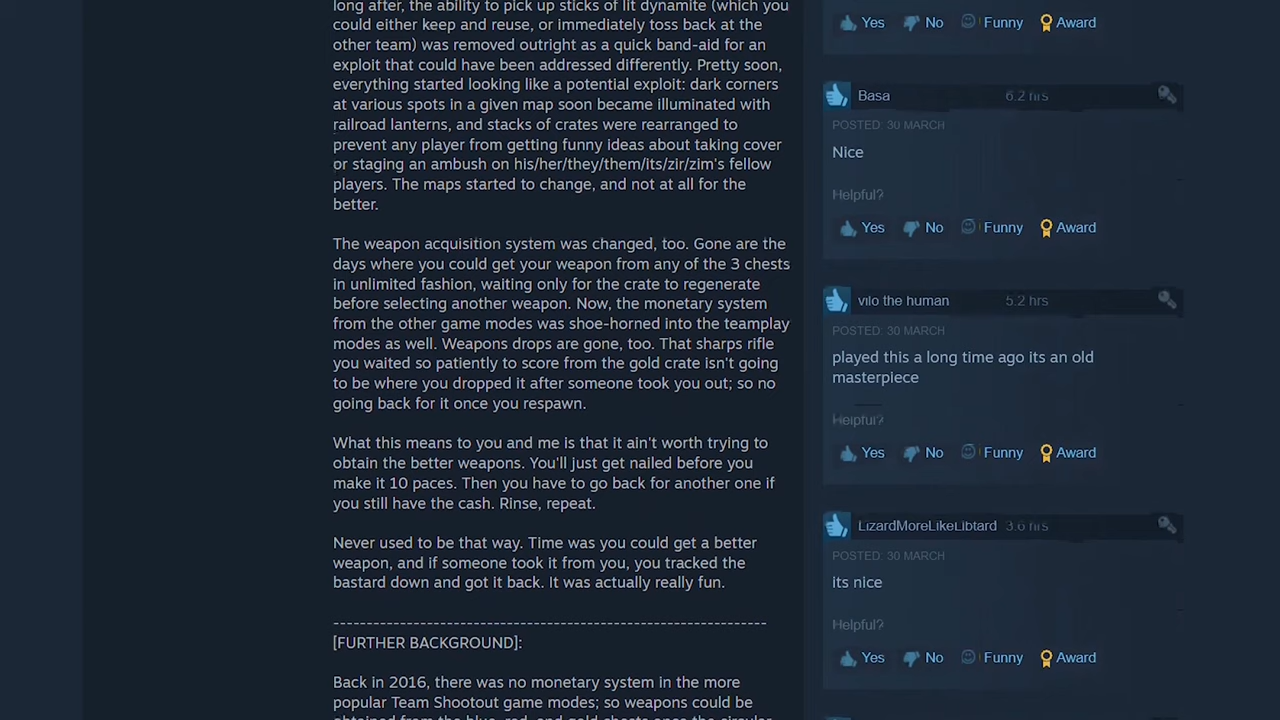 long after, the ability to pick up sticks of lit dynamite (which you
could either keep and reuse, or immediately toss back at the
other team) was removed outright as a quick band-aid for an
exploit that could have been addressed differently. Pretty soon,
everything started looking like a potential exploit: dark corners
at various spots in a given map soon became illuminated with
railroad lanterns, and stacks of crates were rearranged to
prevent any player from getting funny ideas about taking cover
or staging an ambush on his/her/they/them/its/zir/zim's fellow
players. The maps started to change, and not at all for the
better.
The weapon acquisition system was changed, too. Gone are the
days where you could get your weapon from any of the 3 chests
in unlimited fashion, waiting only for the crate to regenerate
before selecting another weapon. Now, the monetary system
from the other game modes was shoe-horned into the teamplay
modes as well. Weapons drops are gone, too. That sharps rifle
you waited so patiently to score from the gold crate isn't going
to be where you dropped it after someone took you out; so no
going back for it once you respawn.
What this means to you and me is that it ain't worth trying to
obtain the better weapons. You'll just get nailed before you
make it 10 paces. Then you have to go back for another one if
you still have the cash. Rinse, repeat.
Never used to be that way. Time was you could get a better
weapon, and if someone took it from you, you tracked the
bastard down and got it back. It was actually really fun.
-----------------------------------------------------------------
[FURTHER BACKGROUND]:
Back in 2016, there was no monetary system in the more
popular Team Shootout game modes; so weapons could be
obtained from the blue, red, and gold chests once the circular
Yes No Funny Award
Basa 6.2 hrs
POSTED: 30 MARCH
Nice
Helpful?
Yes No Funny Award
vilo the human 5.2 hrs
POSTED: 30 MARCH
played this a long time ago its an old
masterpiece
Helpful?
Yes No Funny Award
LizardMoreLikeLibtard 3.6 hrs
POSTED: 30 MARCH
its nice
Helpful?
Yes No Funny Award